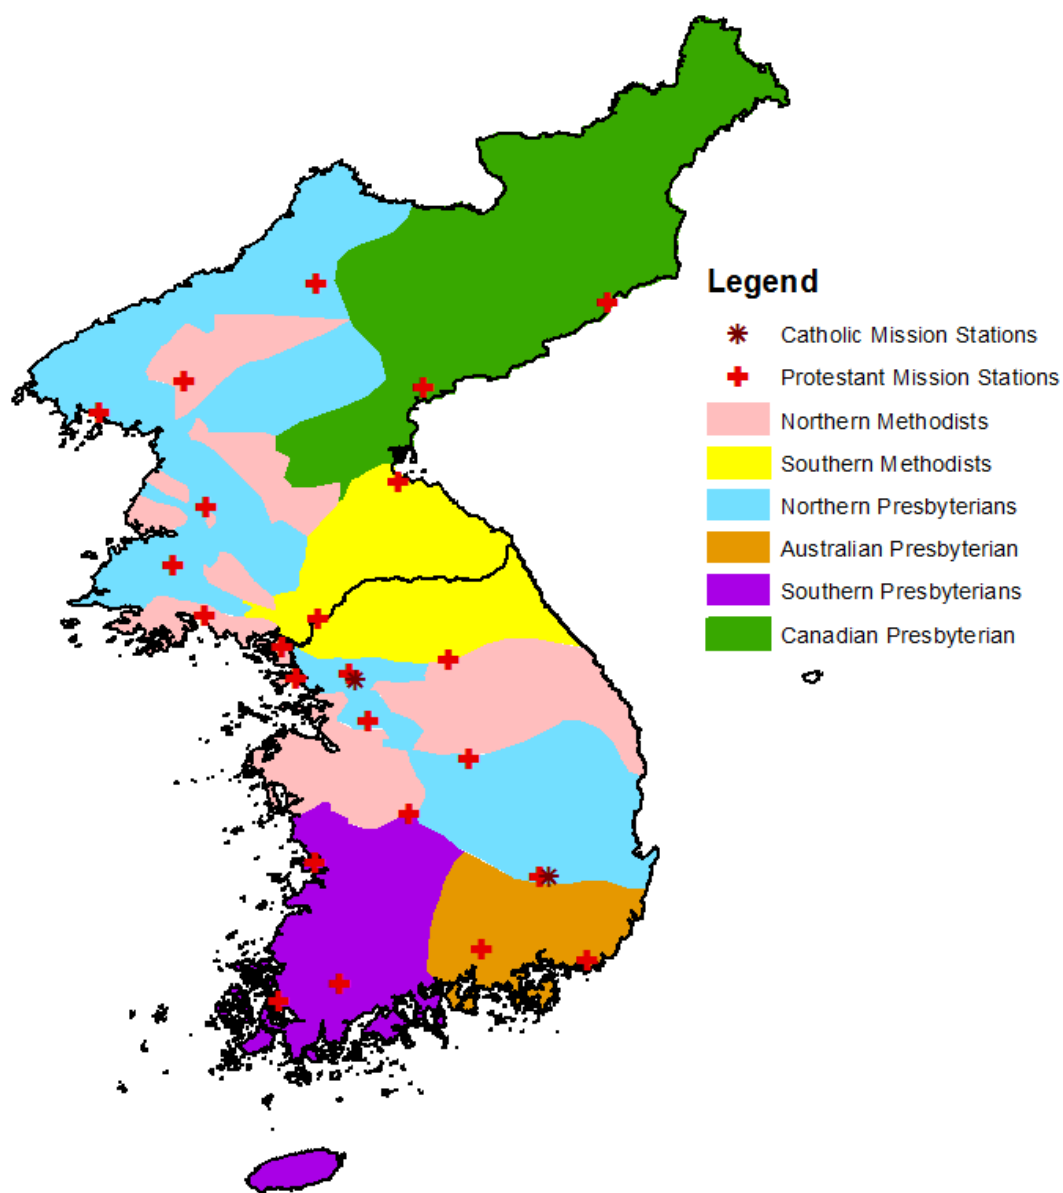 Legend
Catholic Mission Stations
Protestant Mission Stations
Northern Methodists
Southern Methodists
Northern Presbyterians
Australian Presbyterian
Southern Presbyterians
Canadian Presbyterian